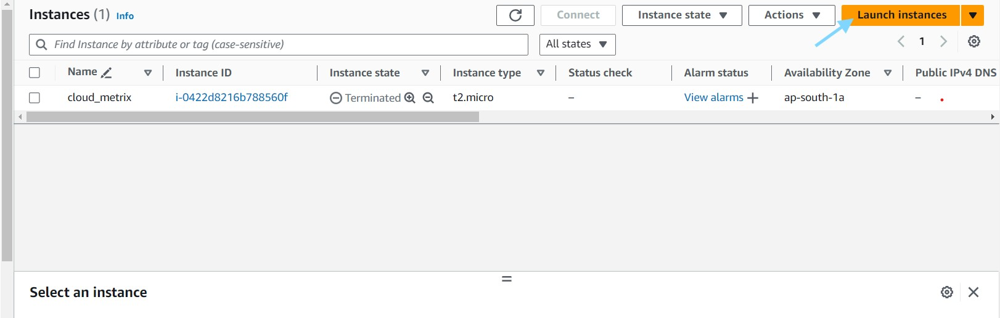 Instances (1) Info
Connect
Instance state
Actions
Launch instances
Find Instance by attribute or tag (case-sensitive)
All states
1
Name Instance ID Instance state Instance type Status check Alarm status Availability Zone Public IPv4 DNS
cloud_metrix i-0422d8216b788560f Terminated t2.micro – View alarms + ap-south-1a –
Select an instance